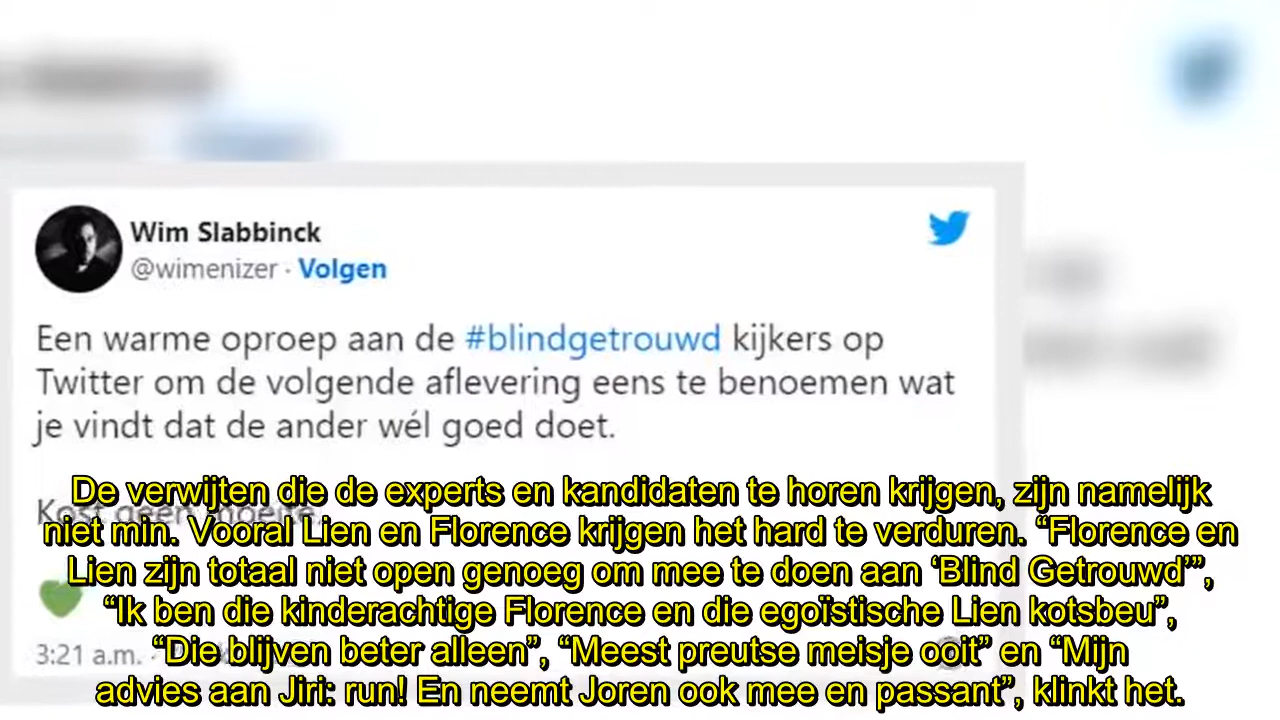 Wim Slabbinck
@wimenizer · Volgen
Een warme oproep aan de #blindgetrouwd kijkers op
Twitter om de volgende aflevering eens te benoemen wat
je vindt dat de ander wél goed doet.
Kost geen moeite.
3:21 a.m. ·
De verwijten die de experts en kandidaten te horen krijgen, zijn namelijk
niet min. Vooral Lien en Florence krijgen het hard te verduren. “Florence en
Lien zijn totaal niet open genoeg om mee te doen aan ‘Blind Getrouwd’”,
“Ik ben die kinderachtige Florence en die egoïstische Lien kotsbeu”,
“Die blijven beter alleen”, “Meest preutse meisje ooit” en “Mijn
advies aan Jiri: run! En neemt Joren ook mee en passant”, klinkt het.